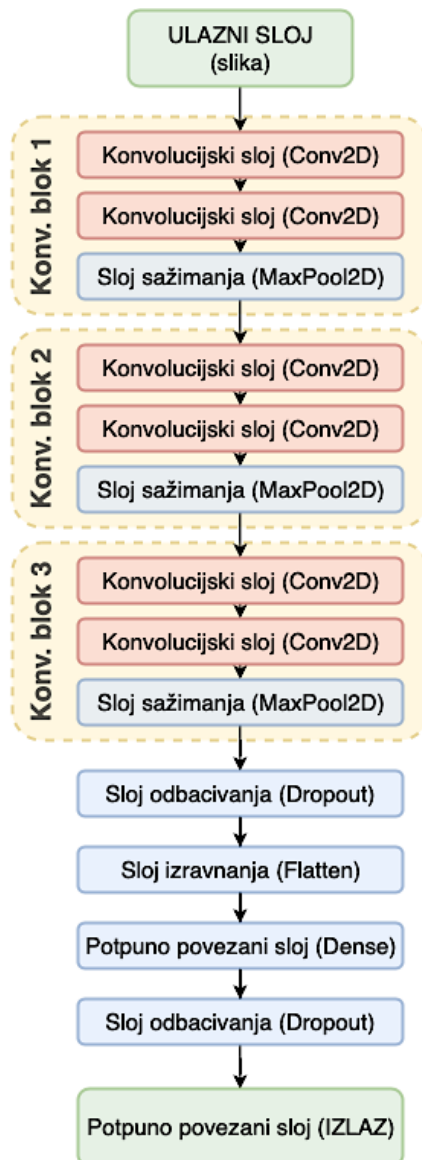 ULAZNI SLOJ
(slika)
Konv. blok 1
Konvolucijski sloj (Conv2D)
Konvolucijski sloj (Conv2D)
Sloj sažimanja (MaxPool2D)
Konv. blok 2
Konvolucijski sloj (Conv2D)
Konvolucijski sloj (Conv2D)
Sloj sažimanja (MaxPool2D)
Konv. blok 3
Konvolucijski sloj (Conv2D)
Konvolucijski sloj (Conv2D)
Sloj sažimanja (MaxPool2D)
Sloj odbacivanja (Dropout)
Sloj izravnanja (Flatten)
Potpuno povezani sloj (Dense)
Sloj odbacivanja (Dropout)
Potpuno povezani sloj (IZLAZ)